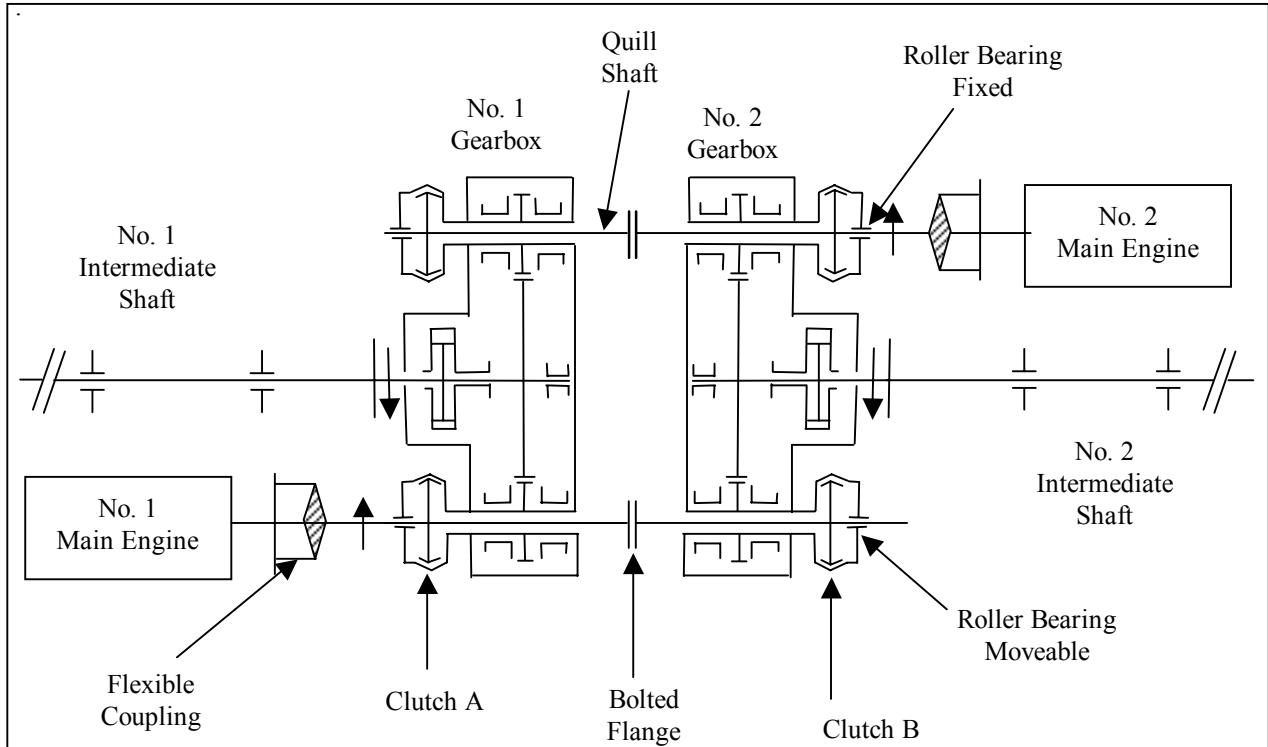 Quill
Shaft
Roller Bearing
Fixed
No. 1
Gearbox
No. 2
Gearbox
No. 1
Intermediate
Shaft
No. 2
Main Engine
No. 1
Main Engine
No. 2
Intermediate
Shaft
Flexible
Coupling
Clutch A
Bolted
Flange
Clutch B
Roller Bearing
Moveable